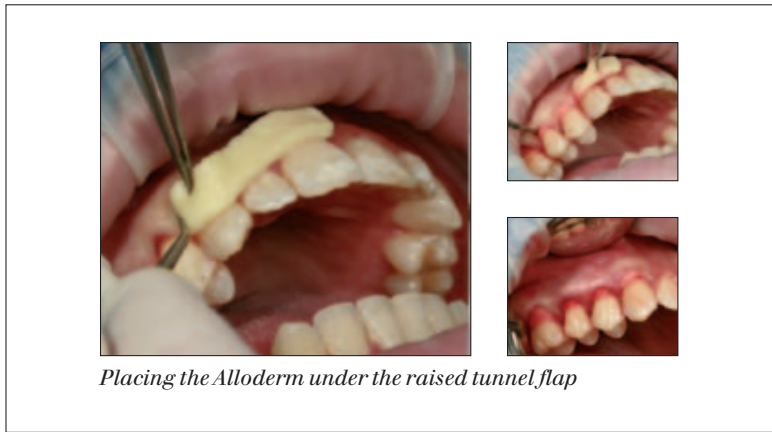 Placing the Alloderm under the raised tunnel flap